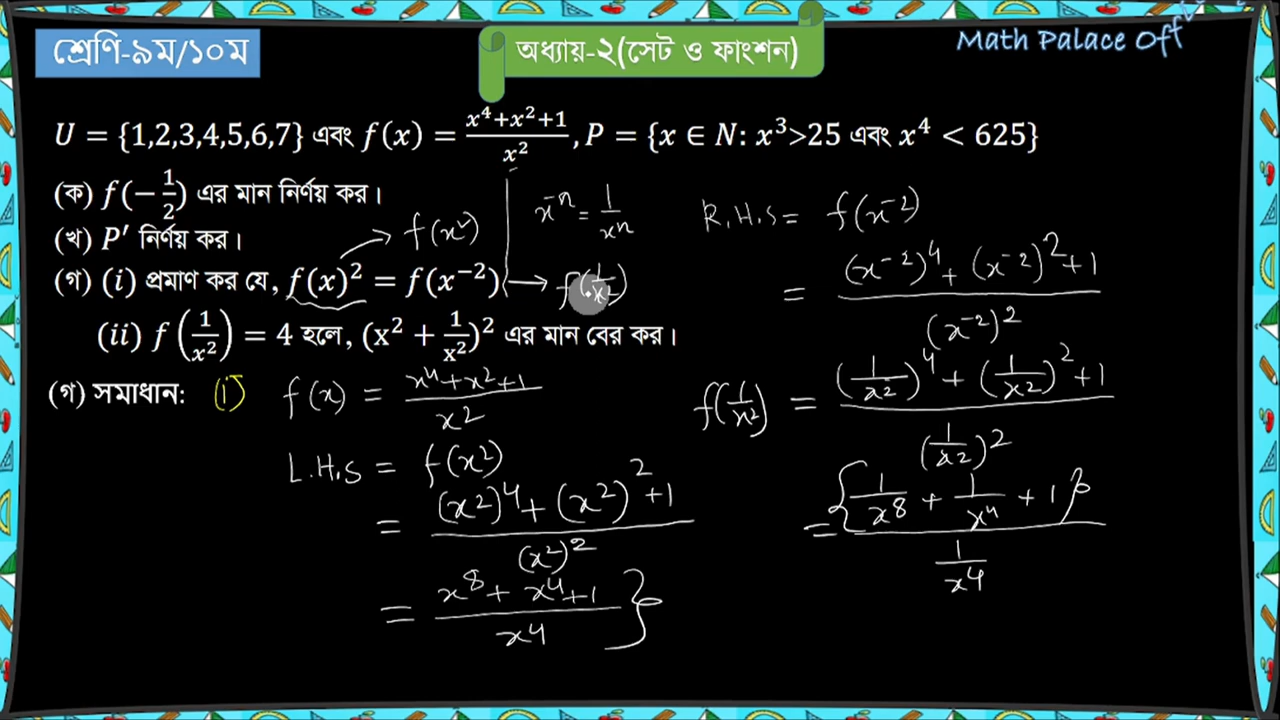 শ্রেণি-৯ম/১০ম
অধ্যায়-২(সেট ও ফাংশন)
Math Palace Off
U = {1,2,3,4,5,6,7} এবং f(x) = (x⁴+x²+1)/x², P = {x ∈ N: x³>25 এবং x⁴ < 625}
(ক) f(−1/2) এর মান নির্ণয় কর।
(খ) P′ নির্ণয় কর।
(গ) (i) প্রমাণ কর যে, f(x)² = f(x⁻²)
(ii) f(1/x²) = 4 হলে, (x² + 1/x²)² এর মান বের কর।
f(x²)
x⁻ⁿ = 1/xⁿ
f(1/x²)
(গ) সমাধান: (i) f(x) = (x⁴+x²+1)/x²
L.H.S = f(x²)
= ((x²)⁴ + (x²)² + 1)/(x²)²
= (x⁸ + x⁴ + 1)/x⁴ }
R.H.S = f(x⁻²)
= ((x⁻²)⁴ + (x⁻²)² + 1)/(x⁻²)²
f(1/x²) = ((1/x²)⁴ + (1/x²)² + 1)/(1/x²)²
= {1/x⁸ + 1/x⁴ + 1}/(1/x⁴)